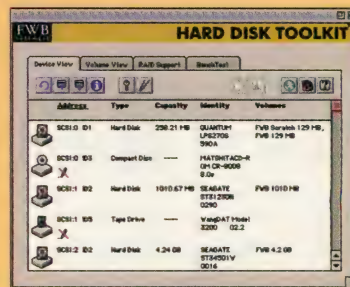 FWB
HARD DISK TOOLKIT
Device View
Volume View
RAID Support
BenchTest
Address
Type
Capacity
Identity
Volumes
SCSI:0 ID1
Hard Disk
258.21 MB
QUANTUM
LPS270S
590A
FWB Scratch 129 MB,
FWB 129 MB
SCSI:0 ID3
Compact Disc
----
MATSHITACD-R
OM CR-8008
8.0v
SCSI:1 ID2
Hard Disk
1010.67 MB
SEAGATE
ST31230N
0290
FWB 1010 MB
SCSI:1 ID5
Tape Drive
----
WangDAT Model
3200 02.2
SCSI:2 ID2
Hard Disk
4.24 GB
SEAGATE
ST34501W
0016
FWB 4.2 GB